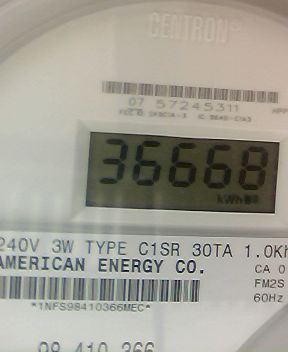 CENTRON®
07 57245311
36668
kWh
240V 3W TYPE C1SR 30TA 1.0Kh
AMERICAN ENERGY CO.
CA 0
FM2S
60Hz
*1NFS98410366MEC*
98 410 366